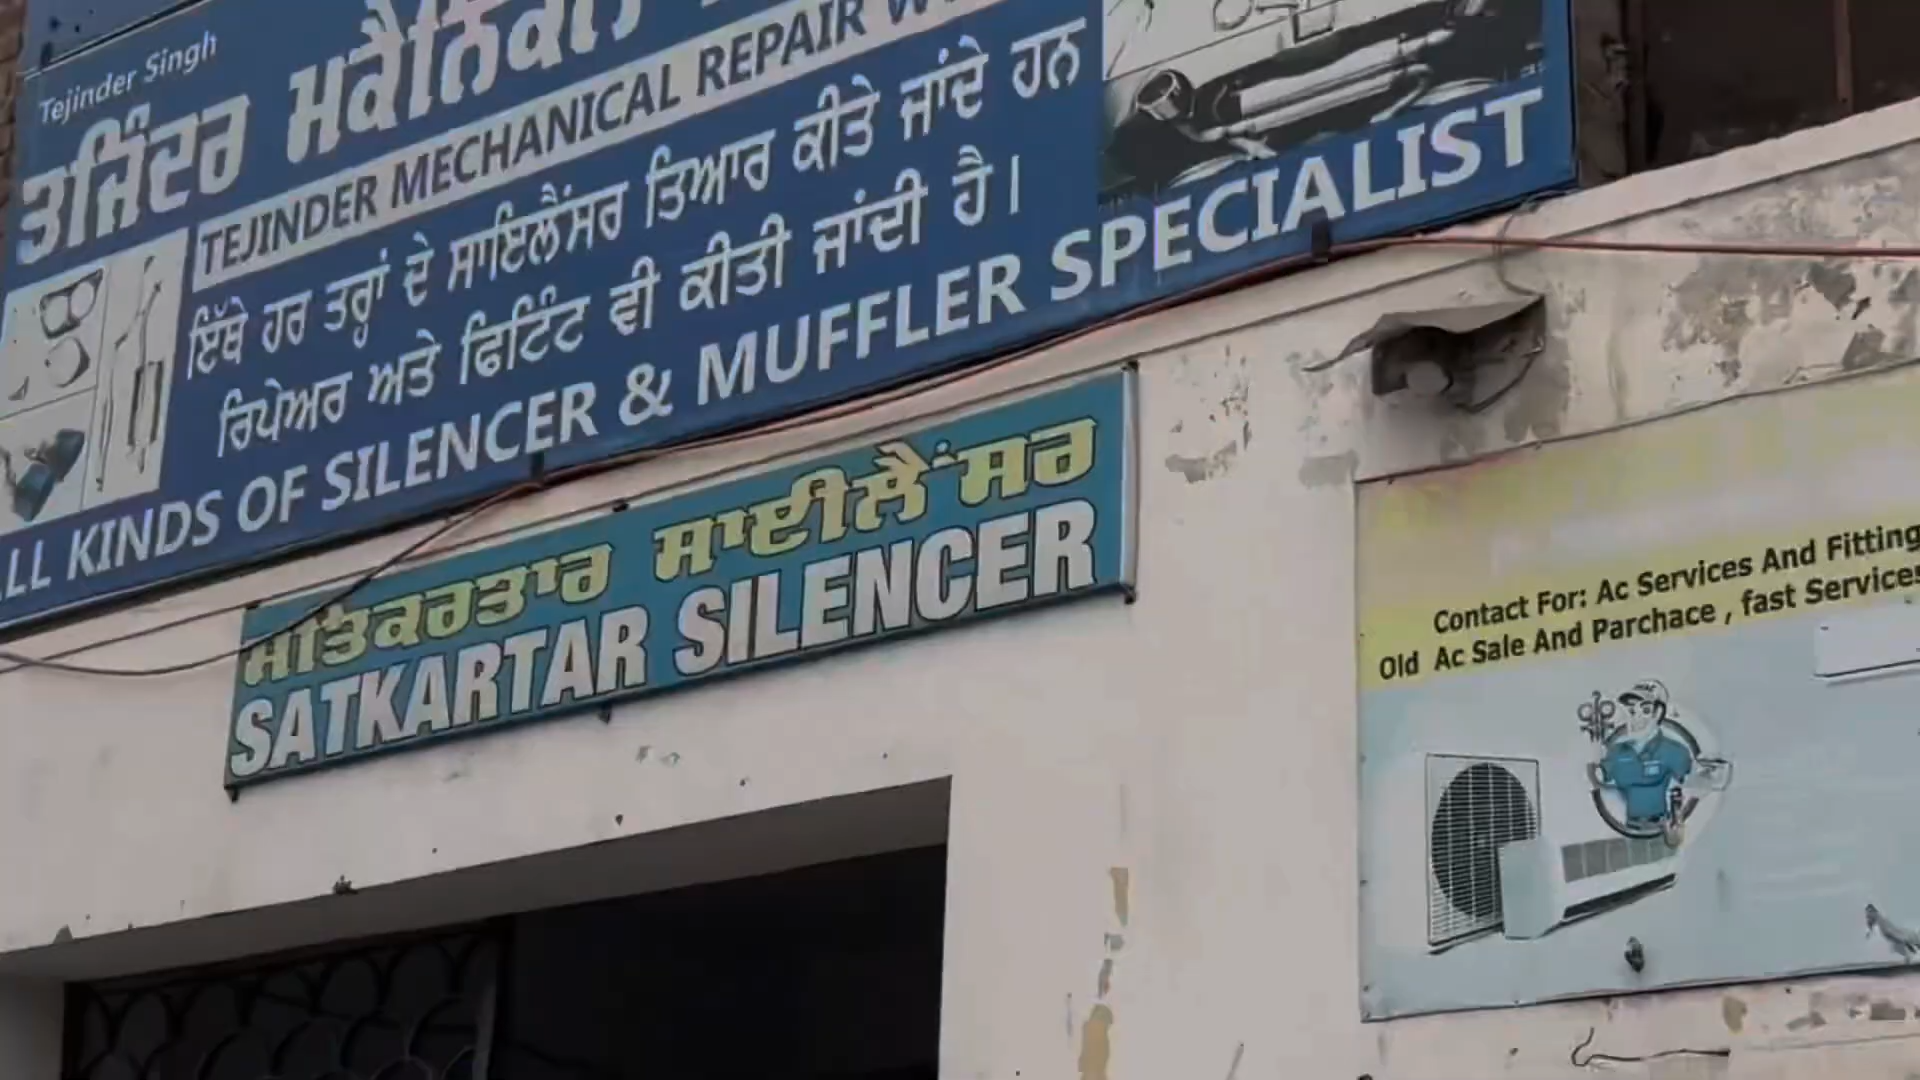 Tejinder Singh
ਤਜਿੰਦਰ ਮਕੈਨਿਕਲ
TEJINDER MECHANICAL REPAIR
ਇੱਥੇ ਹਰ ਤਰ੍ਹਾਂ ਦੇ ਸਾਇਲੈਂਸਰ ਤਿਆਰ ਕੀਤੇ ਜਾਂਦੇ ਹਨ
ਰਿਪੇਅਰ ਅਤੇ ਫਿਟਿੰਟ ਵੀ ਕੀਤੀ ਜਾਂਦੀ ਹੈ।
ALL KINDS OF SILENCER & MUFFLER SPECIALIST
ਸਤਿਕਰਤਾਰ ਸਾਈਲੈਂਸਰ
SATKARTAR SILENCER
Contact For: Ac Services And Fitting
Old Ac Sale And Parchace , fast Services